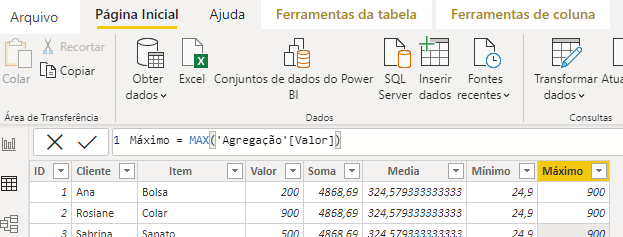 Arquivo Página Inicial Ajuda Ferramentas da tabela Ferramentas de coluna
Colar
Recortar
Copiar
Área de Transferência
Obter
dados
Excel
Conjuntos de dados do Power
BI
SQL
Server
Inserir
dados
Fontes
recentes
Dados
Transformar
dados
Atua
Consultas
1 Máximo = MAX('Agregação'[Valor])
ID Cliente Item Valor Soma Media Mínimo Máximo
1 Ana Bolsa 200 4868,69 324,579333333333 24,9 900
2 Rosiane Colar 900 4868,69 324,579333333333 24,9 900
3 Sabrina Sapato 500 4868,69 324,579333333333 24,9 900